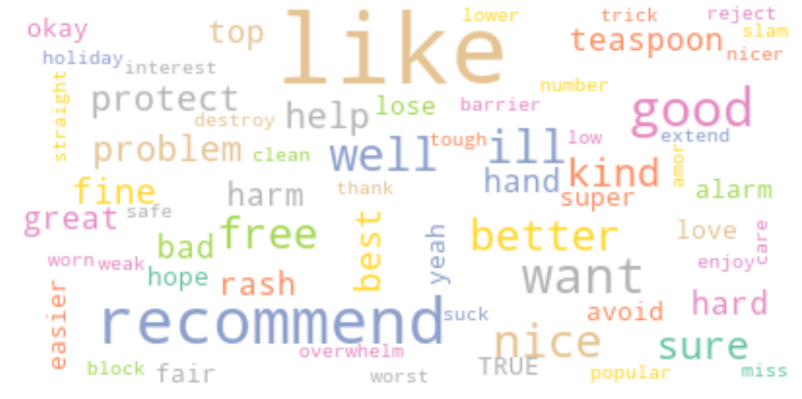 like
lower
trick
reject
okay
top
teaspoon
slam
nicer
holiday
interest
straight
protect
help
lose
barrier
number
good
destroy
problem
clean
well
tough
ill
low
extend
amor
fine
harm
thank
hand
kind
super
alarm
great
safe
bad
free
best
yeah
better
love
care
worn
weak
hope
rash
want
enjoy
easier
recommend
suck
avoid
hard
overwhelm
nice
sure
block
fair
worst
TRUE
popular
miss